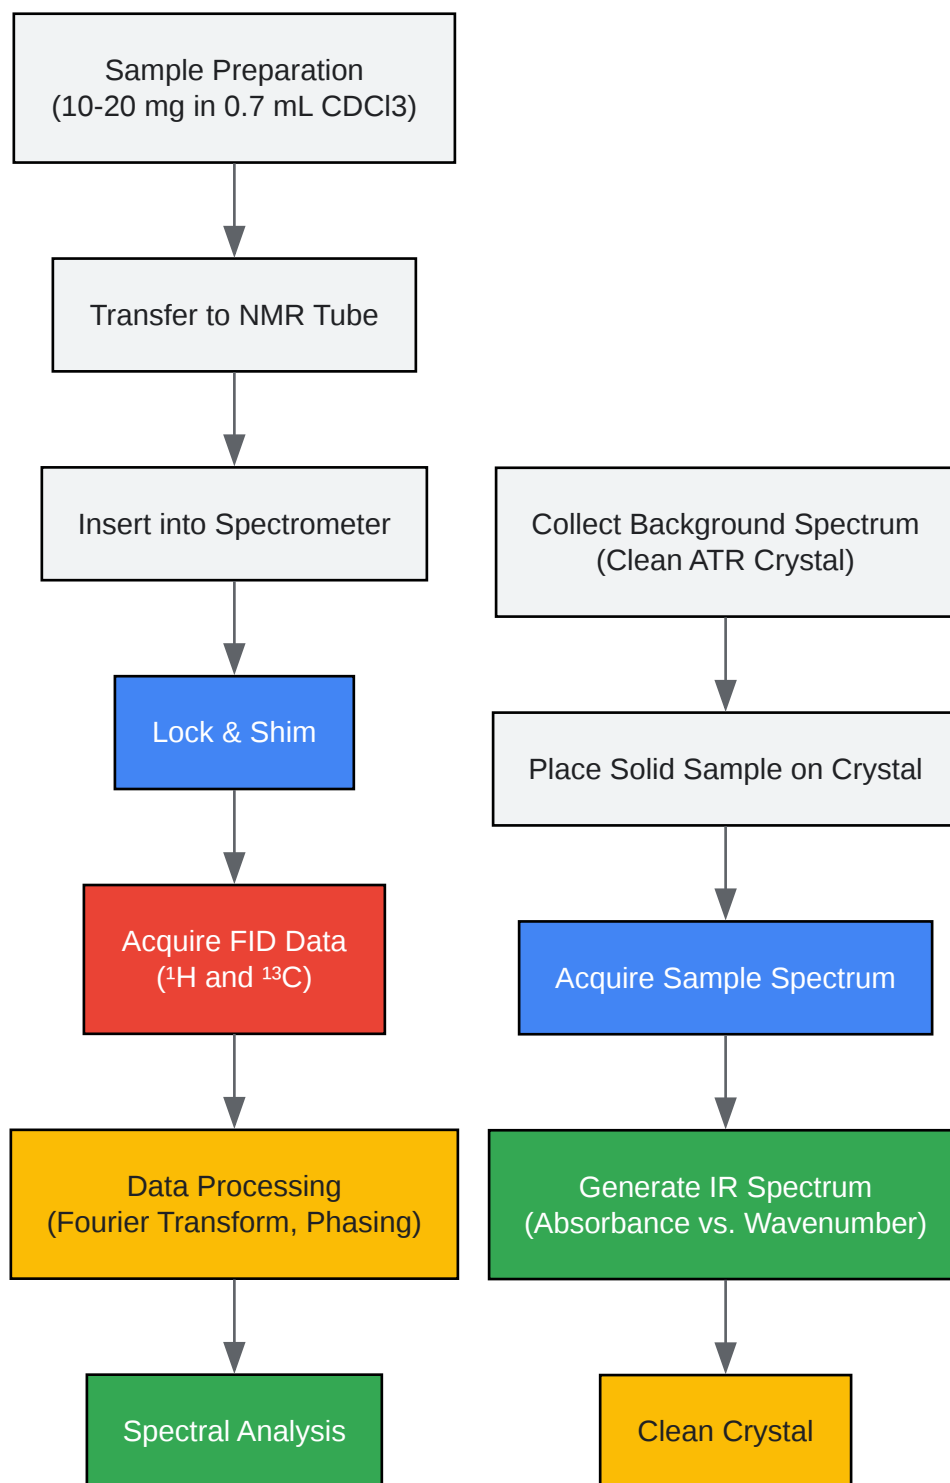 Sample Preparation
(10-20 mg in 0.7 mL CDCl3)
Transfer to NMR Tube
Insert into Spectrometer
Lock & Shim
Acquire FID Data
(¹H and ¹³C)
Data Processing
(Fourier Transform, Phasing)
Spectral Analysis
Collect Background Spectrum
(Clean ATR Crystal)
Place Solid Sample on Crystal
Acquire Sample Spectrum
Generate IR Spectrum
(Absorbance vs. Wavenumber)
Clean Crystal